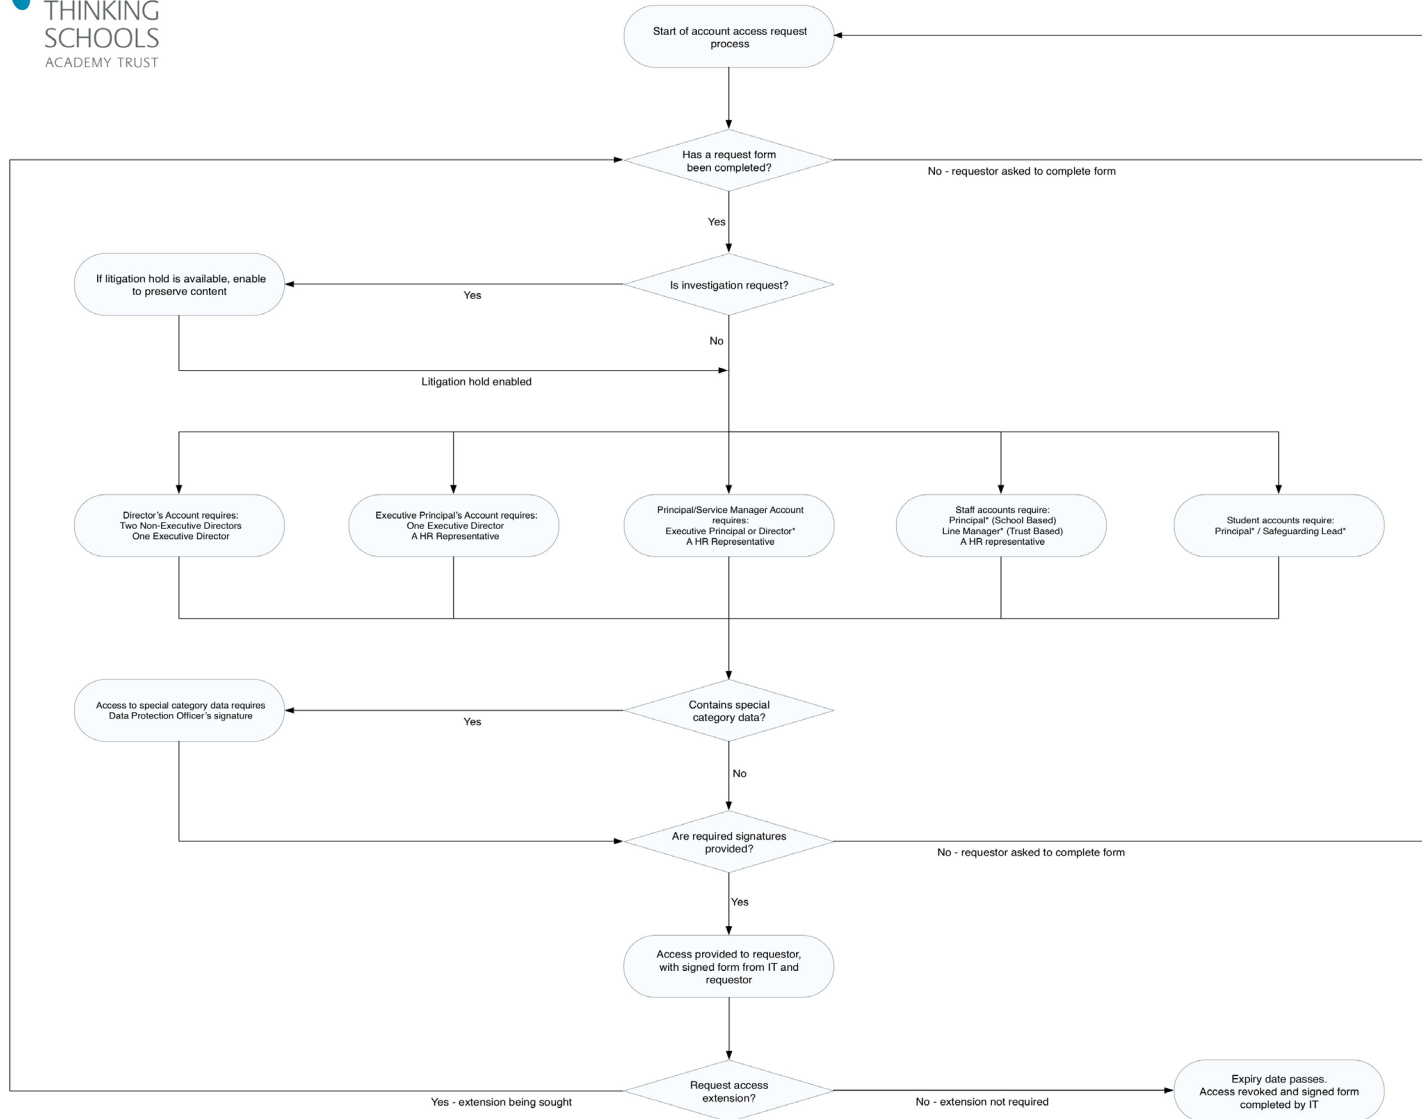 THINKING
SCHOOLS
ACADEMY TRUST
Start of account access request
process
Has a request form
been completed?
No - requestor asked to complete form
Yes
Is investigation request?
Yes
If litigation hold is available, enable
to preserve content
No
Litigation hold enabled
Director's Account requires:
Two Non-Executive Directors
One Executive Director
Executive Principal's Account requires:
One Executive Director
A HR Representative
Principal/Service Manager Account
requires:
Executive Principal or Director*
A HR Representative
Staff accounts require:
Principal* (School Based)
Line Manager* (Trust Based)
A HR representative
Student accounts require:
Principal* / Safeguarding Lead*
Contains special
category data?
Yes
Access to special category data requires
Data Protection Officer's signature
No
Are required signatures
provided?
No - requestor asked to complete form
Yes
Access provided to requestor,
with signed form from IT and
requestor
Request access
extension?
Yes - extension being sought
No - extension not required
Expiry date passes.
Access revoked and signed form
completed by IT